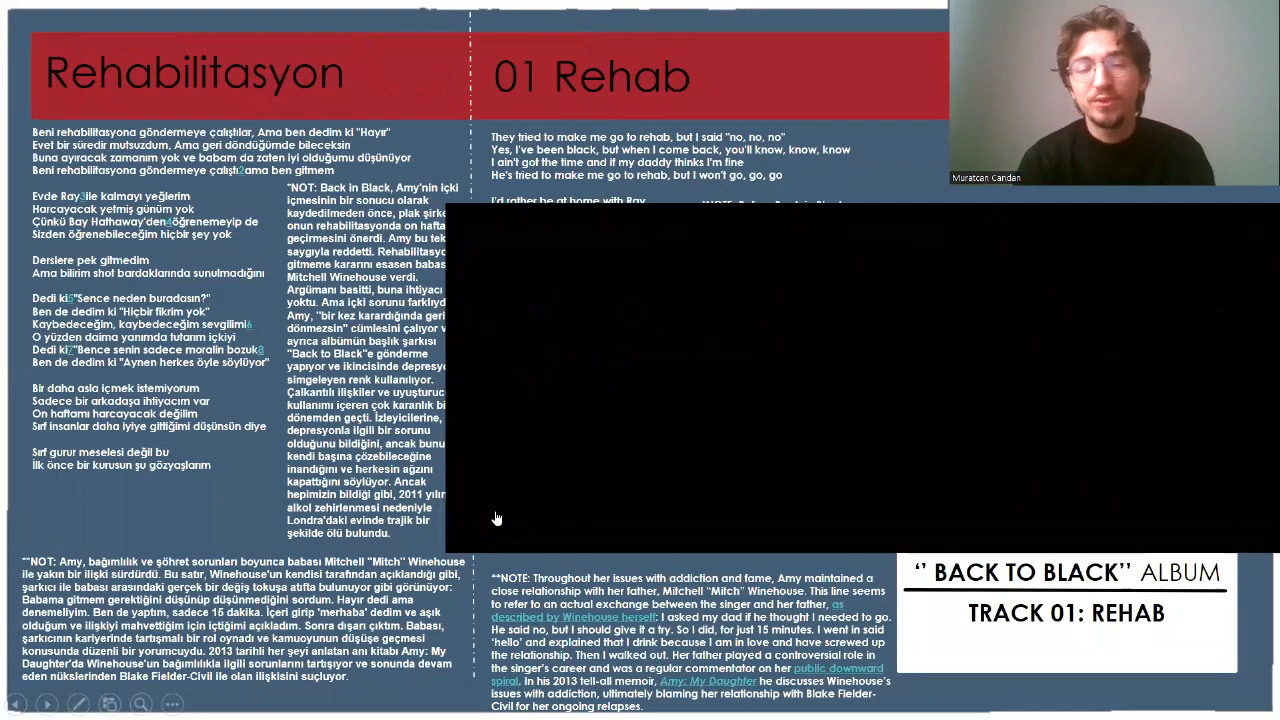 Rehabilitasyon
Beni rehabilitasyona göndermeye çalıştılar, Ama ben dedim ki "Hayır"
Evet bir süredir mutsuzdum, Ama geri döndüğümde bileceksin
Buna ayıracak zamanım yok ve babam da zaten iyi olduğumu düşünüyor
Beni rehabilitasyona göndermeye çalıştı2ama ben gitmem
Evde Ray3ile kalmayı yeğlerim
Harcayacak yetmiş günüm yok
Çünkü Bay Hathaway'den4öğrenemeyip de
Sizden öğrenebileceğim hiçbir şey yok
Derslere pek gitmedim
Ama bilirim shot bardaklarında sunulmadığını
Dedi ki5"Sence neden buradasın?"
Ben de dedim ki "Hiçbir fikrim yok"
Kaybedeceğim, kaybedeceğim sevgilimi6
O yüzden daima yanımda tutarım içkiyi
Dedi ki7"Bence senin sadece moralin bozuk8
Ben de dedim ki "Aynen herkes öyle söylüyor"
Bir daha asla içmek istemiyorum
Sadece bir arkadaşa ihtiyacım var
On haftamı harcayacak değilim
Sırf insanlar daha iyiye gittiğimi düşünsün diye
Sırf gurur meselesi değil bu
İlk önce bir kurusun şu gözyaşlarım
*NOT: Back in Black, Amy'nin içki
içmesinin bir sonucu olarak
kaydedilmeden önce, plak şirke
onun rehabilitasyonda on hafta
geçirmesini önerdi. Amy bu tek
saygıyla reddetti. Rehabilitasyo
gitmeme kararını esasen babas
Mitchell Winehouse verdi.
Argümanı basitti, buna ihtiyacı
yoktu. Ama içki sorunu farklıyd
Amy, "bir kez karardığında geri
dönmezsin" cümlesini çalıyor v
ayrıca albümün başlık şarkısı
"Back to Black"e gönderme
yapıyor ve ikincisinde depresyo
simgeleyen renk kullanılıyor.
Çalkantılı ilişkiler ve uyuşturuc
kullanımı içeren çok karanlık bi
dönemden geçti. İzleyicilerine,
depresyonla ilgili bir sorunu
olduğunu bildiğini, ancak bunu
kendi başına çözebileceğine
inandığını ve herkesin ağzını
kapattığını söylüyor. Ancak
hepimizin bildiği gibi, 2011 yılın
alkol zehirlenmesi nedeniyle
Londra'daki evinde trajik bir
şekilde ölü bulundu.
**NOT: Amy, bağımlılık ve şöhret sorunları boyunca babası Mitchell "Mitch" Winehouse
ile yakın bir ilişki sürdürdü. Bu satır, Winehouse'un kendisi tarafından açıklandığı gibi,
şarkıcı ile babası arasındaki gerçek bir değiş tokuşa atıfta bulunuyor gibi görünüyor:
Babama gitmem gerektiğini düşünüp düşünmediğini sordum. Hayır dedi ama
denemeliyim. Ben de yaptım, sadece 15 dakika. İçeri girip 'merhaba' dedim ve aşık
olduğum ve ilişkiyi mahvettiğim için içtiğimi açıkladım. Sonra dışarı çıktım. Babası,
şarkıcının kariyerinde tartışmalı bir rol oynadı ve kamuoyunun düşüşe geçmesi
konusunda düzenli bir yorumcuydu. 2013 tarihli her şeyi anlatan anı kitabı Amy: My
Daughter'da Winehouse'un bağımlılıkla ilgili sorunlarını tartışıyor ve sonunda devam
eden nükslerinden Blake Fielder-Civil ile olan ilişkisini suçluyor.
01 Rehab
They tried to make me go to rehab, but I said "no, no, no"
Yes, I've been black, but when I come back, you'll know, know, know
I ain't got the time and if my daddy thinks I'm fine
He's tried to make me go to rehab, but I won't go, go, go
I'd rather be at home with Ray
**NOTE: Throughout her issues with addiction and fame, Amy maintained a
close relationship with her father, Mitchell "Mitch" Winehouse. This line seems
to refer to an actual exchange between the singer and her father, as
described by Winehouse herself: I asked my dad if he thought I needed to go.
He said no, but I should give it a try. So I did, for just 15 minutes. I went in said
'hello' and explained that I drink because I am in love and have screwed up
the relationship. Then I walked out. Her father played a controversial role in
the singer's career and was a regular commentator on her public downward
spiral. In his 2013 tell-all memoir, Amy: My Daughter he discusses Winehouse's
issues with addiction, ultimately blaming her relationship with Blake Fielder-
Civil for her ongoing relapses.
Muratcan Candan
'' BACK TO BLACK'' ALBUM
TRACK 01: REHAB